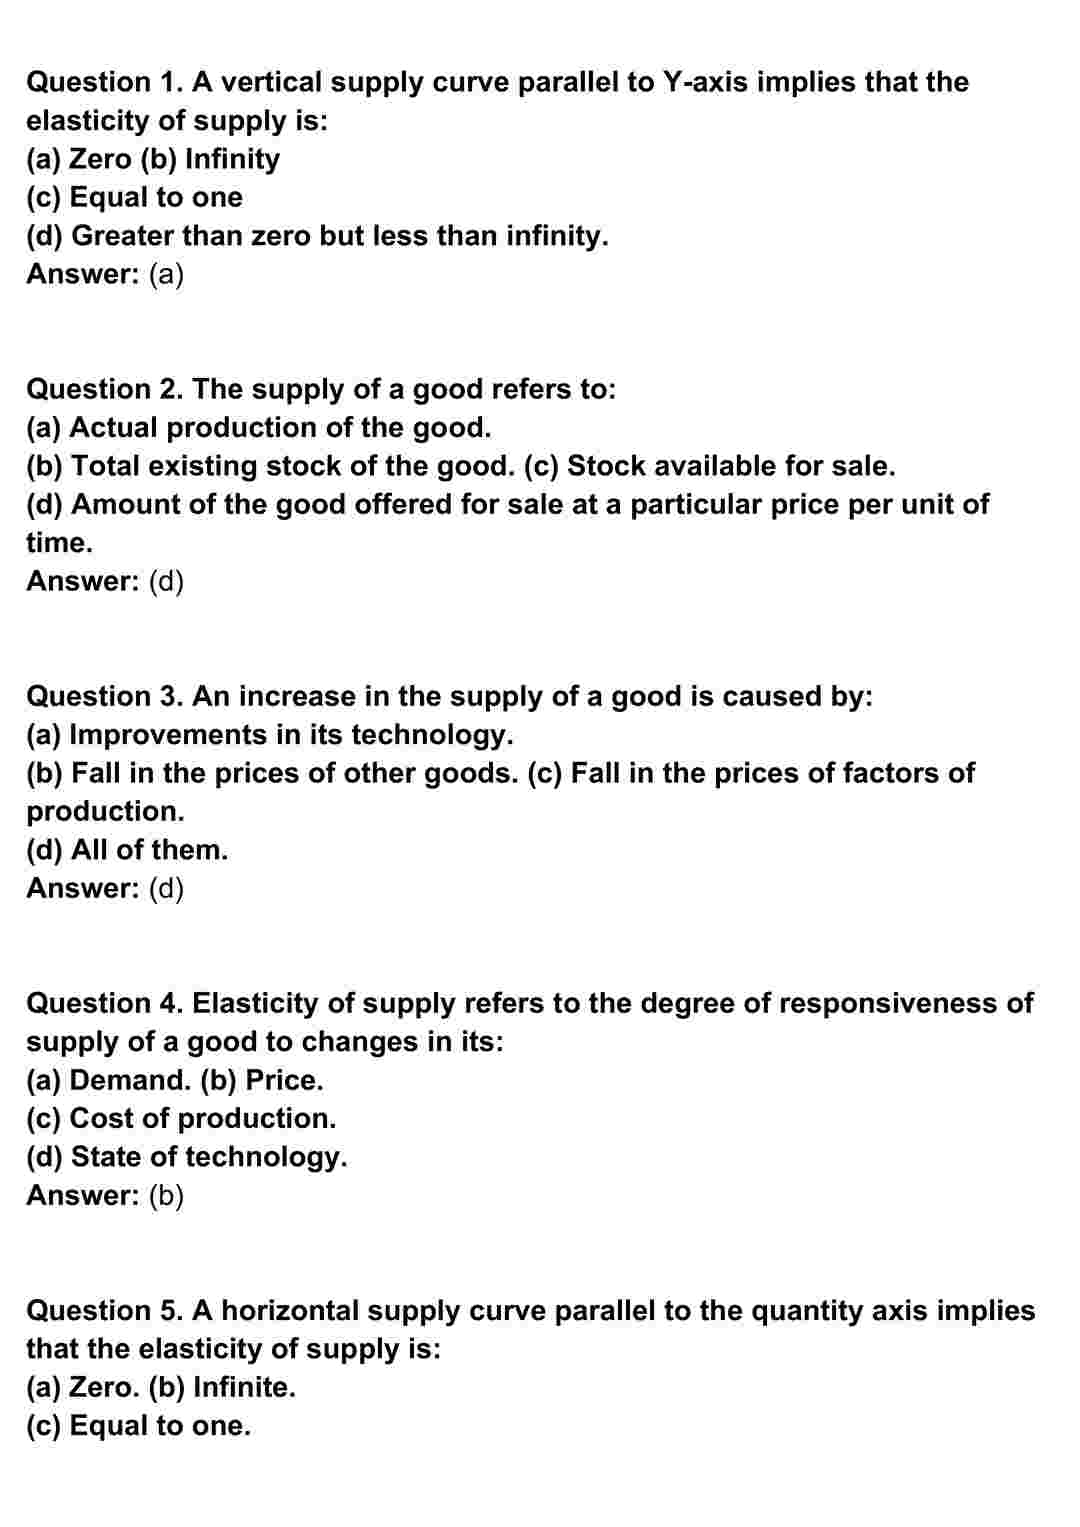 Question 1. A vertical supply curve parallel to Y-axis implies that the
elasticity of supply is:
(a) Zero (b) Infinity
(c) Equal to one
(d) Greater than zero but less than infinity.
Answer: (a)
Question 2. The supply of a good refers to:
(a) Actual production of the good.
(b) Total existing stock of the good. (c) Stock available for sale.
(d) Amount of the good offered for sale at a particular price per unit of
time.
Answer: (d)
Question 3. An increase in the supply of a good is caused by:
(a) Improvements in its technology.
(b) Fall in the prices of other goods. (c) Fall in the prices of factors of
production.
(d) All of them.
Answer: (d)
Question 4. Elasticity of supply refers to the degree of responsiveness of
supply of a good to changes in its:
(a) Demand. (b) Price.
(c) Cost of production.
(d) State of technology.
Answer: (b)
Question 5. A horizontal supply curve parallel to the quantity axis implies
that the elasticity of supply is:
(a) Zero. (b) Infinite.
(c) Equal to one.